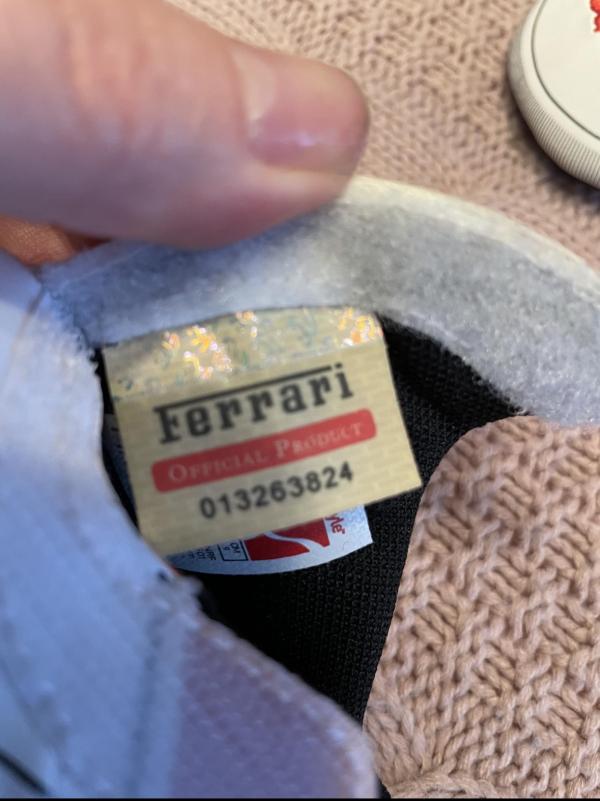 Ferrari
OFFICIAL PRODUCT
013263824